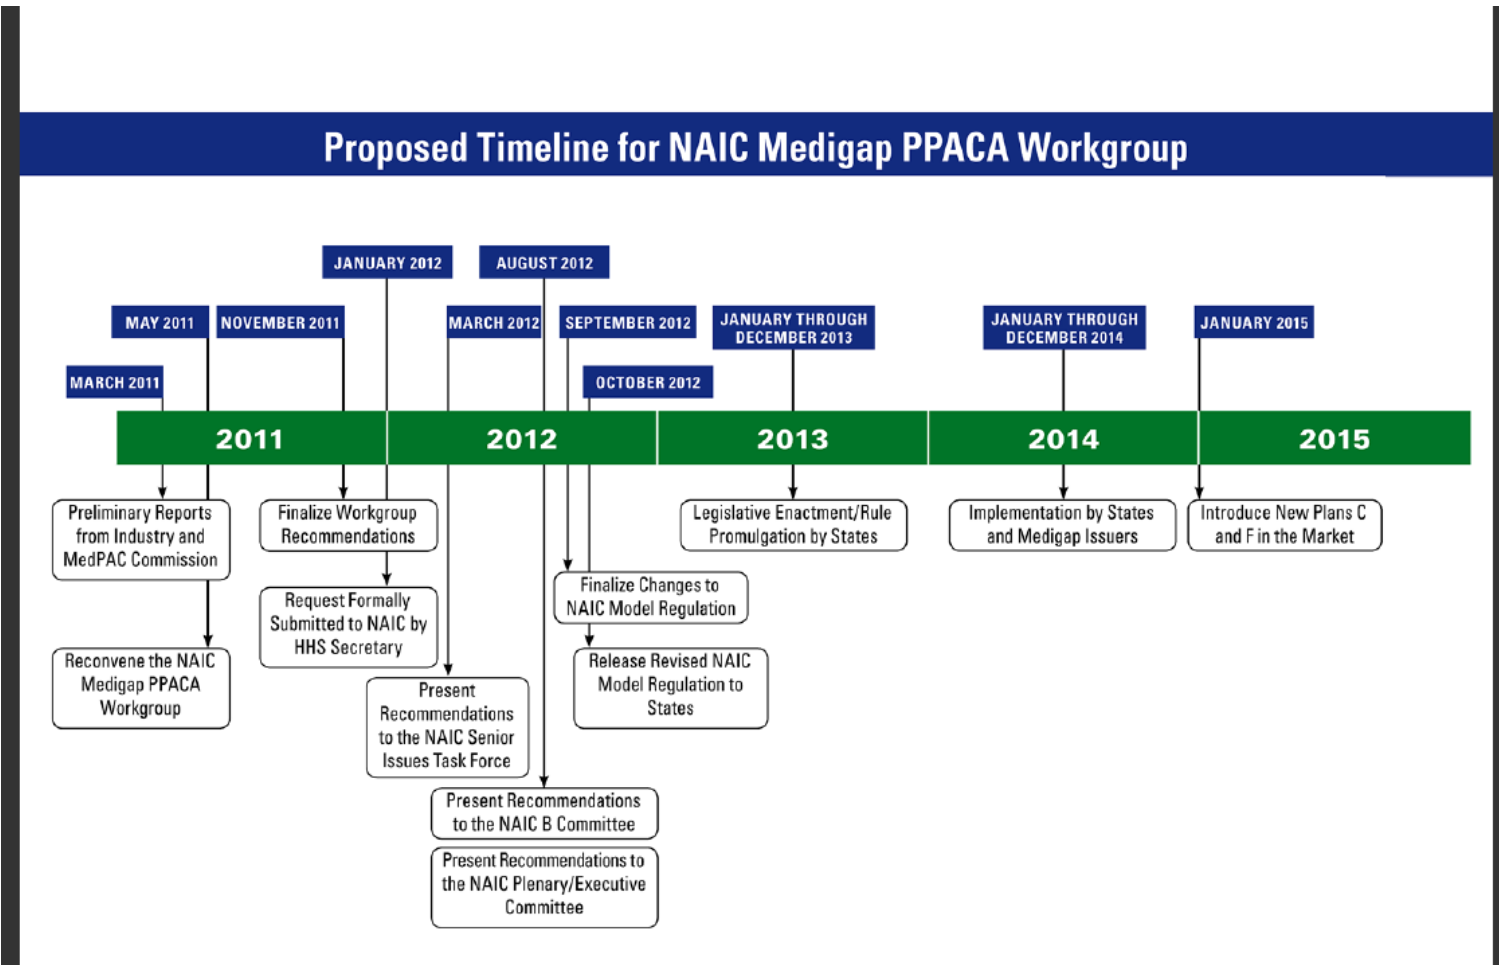 Proposed Timeline for NAIC Medigap PPACA Workgroup
JANUARY 2012
AUGUST 2012
MAY 2011
NOVEMBER 2011
MARCH 2012
SEPTEMBER 2012
JANUARY THROUGH
DECEMBER 2013
JANUARY THROUGH
DECEMBER 2014
JANUARY 2015
MARCH 2011
OCTOBER 2012
2011
2012
2013
2014
2015
Preliminary Reports
from Industry and
MedPAC Commission
Finalize Workgroup
Recommendations
Legislative Enactment/Rule
Promulgation by States
Implementation by States
and Medigap Issuers
Introduce New Plans C
and F in the Market
Request Formally
Submitted to NAIC by
HHS Secretary
Finalize Changes to
NAIC Model Regulation
Reconvene the NAIC
Medigap PPACA
Workgroup
Release Revised NAIC
Model Regulation to
States
Present
Recommendations
to the NAIC Senior
Issues Task Force
Present Recommendations
to the NAIC B Committee
Present Recommendations to
the NAIC Plenary/Executive
Committee